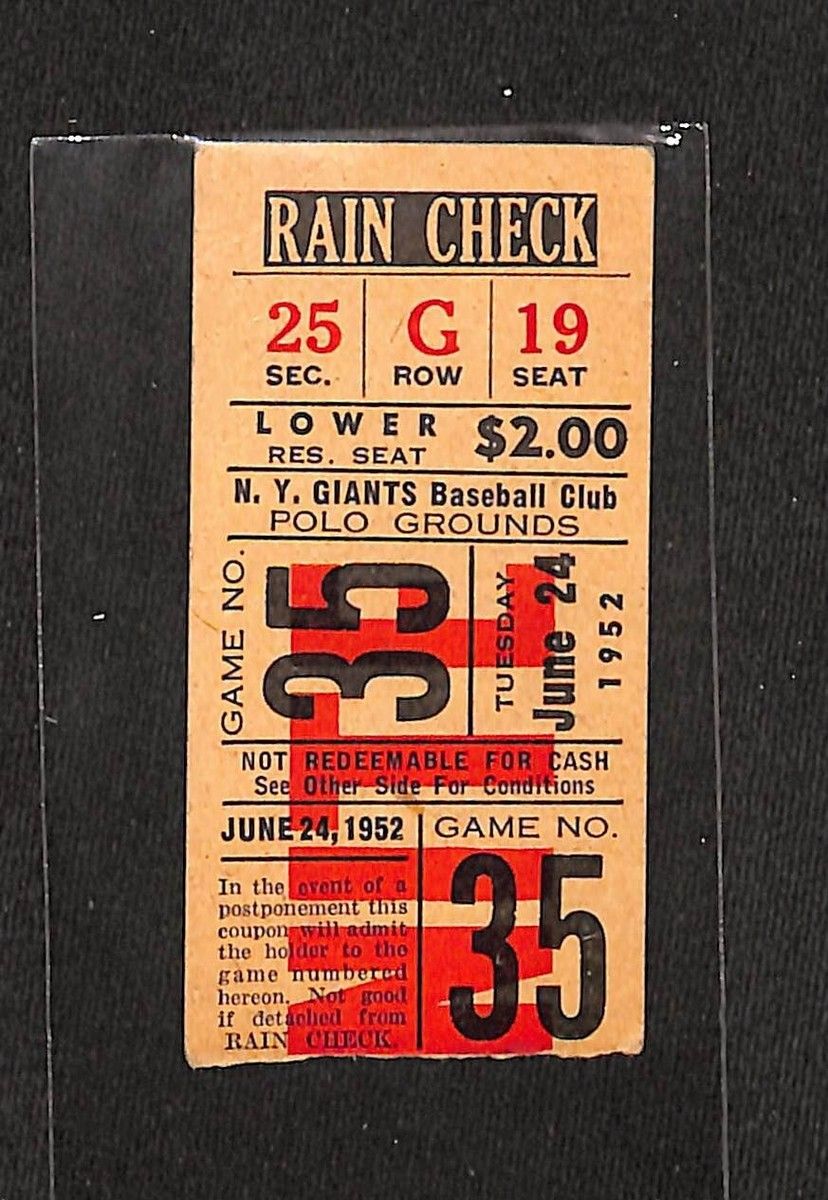 RAIN CHECK
25 G 19
SEC. ROW SEAT
LOWER $2.00
RES. SEAT
N. Y. GIANTS Baseball Club
POLO GROUNDS
GAME NO.
35
TUESDAY
June 24
1952
NOT REDEEMABLE FOR CASH
See Other Side For Conditions
JUNE 24, 1952
GAME NO.
35
In the event of a
postponement this
coupon will admit
the holder to the
game numbered
hereon. Not good
if detached from
RAIN CHECK.